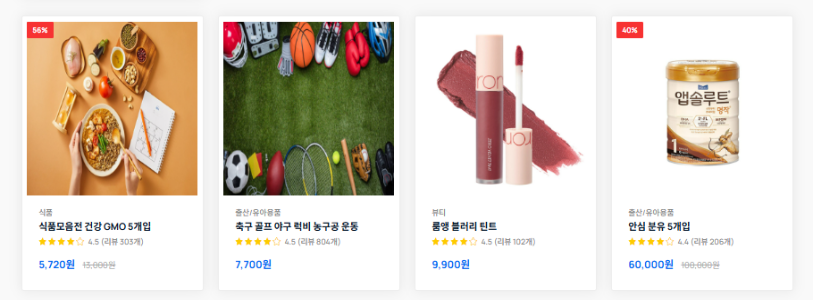 56%
식품
식품모음전 건강 GMO 5개입
4.5 (리뷰 303개)
5,720원 13,000원
출산/유아용품
축구 골프 야구 럭비 농구공 운동
4.5 (리뷰 804개)
7,700원
뷰티
롬앤 블러리 틴트
4.5 (리뷰 102개)
9,900원
40%
앱솔루트
명작
1
출산/유아용품
안심 분유 5개입
4.4 (리뷰 206개)
60,000원 100,000원